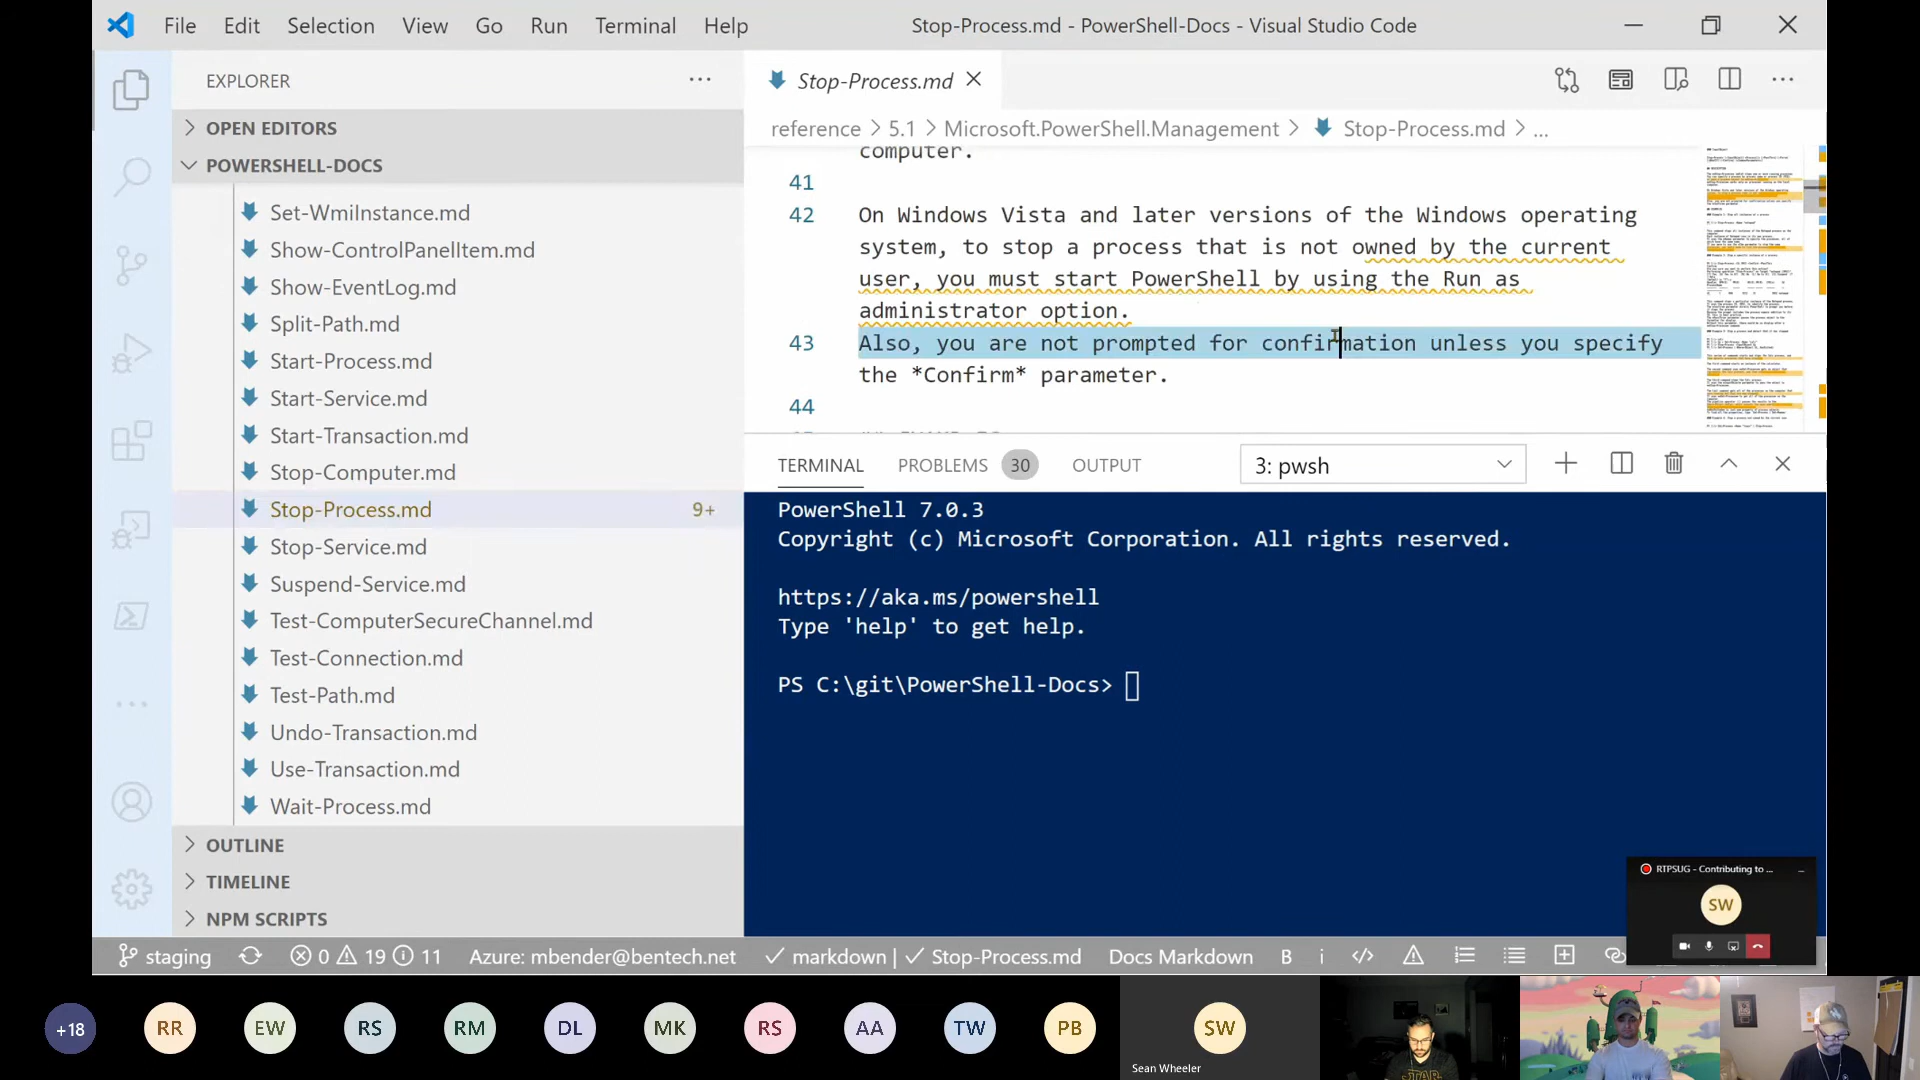 File Edit Selection View Go Run Terminal Help
Stop-Process.md - PowerShell-Docs - Visual Studio Code
EXPLORER
OPEN EDITORS
POWERSHELL-DOCS
Set-WmiInstance.md
Show-ControlPanelItem.md
Show-EventLog.md
Split-Path.md
Start-Process.md
Start-Service.md
Start-Transaction.md
Stop-Computer.md
Stop-Process.md 9+
Stop-Service.md
Suspend-Service.md
Test-ComputerSecureChannel.md
Test-Connection.md
Test-Path.md
Undo-Transaction.md
Use-Transaction.md
Wait-Process.md
OUTLINE
TIMELINE
NPM SCRIPTS
Stop-Process.md
reference > 5.1 > Microsoft.PowerShell.Management > Stop-Process.md > ...
computer.
41
42 On Windows Vista and later versions of the Windows operating
system, to stop a process that is not owned by the current
user, you must start PowerShell by using the Run as
administrator option.
43 Also, you are not prompted for confirmation unless you specify
the *Confirm* parameter.
44
TERMINAL PROBLEMS 30 OUTPUT 3: pwsh
PowerShell 7.0.3
Copyright (c) Microsoft Corporation. All rights reserved.
https://aka.ms/powershell
Type 'help' to get help.
PS C:\git\PowerShell-Docs>
RTPSUG - Contributing to ...
SW
staging 0 19 11 Azure: mbender@bentech.net markdown | Stop-Process.md Docs Markdown B i
+18 RR EW RS RM DL MK RS AA TW PB SW
Sean Wheeler